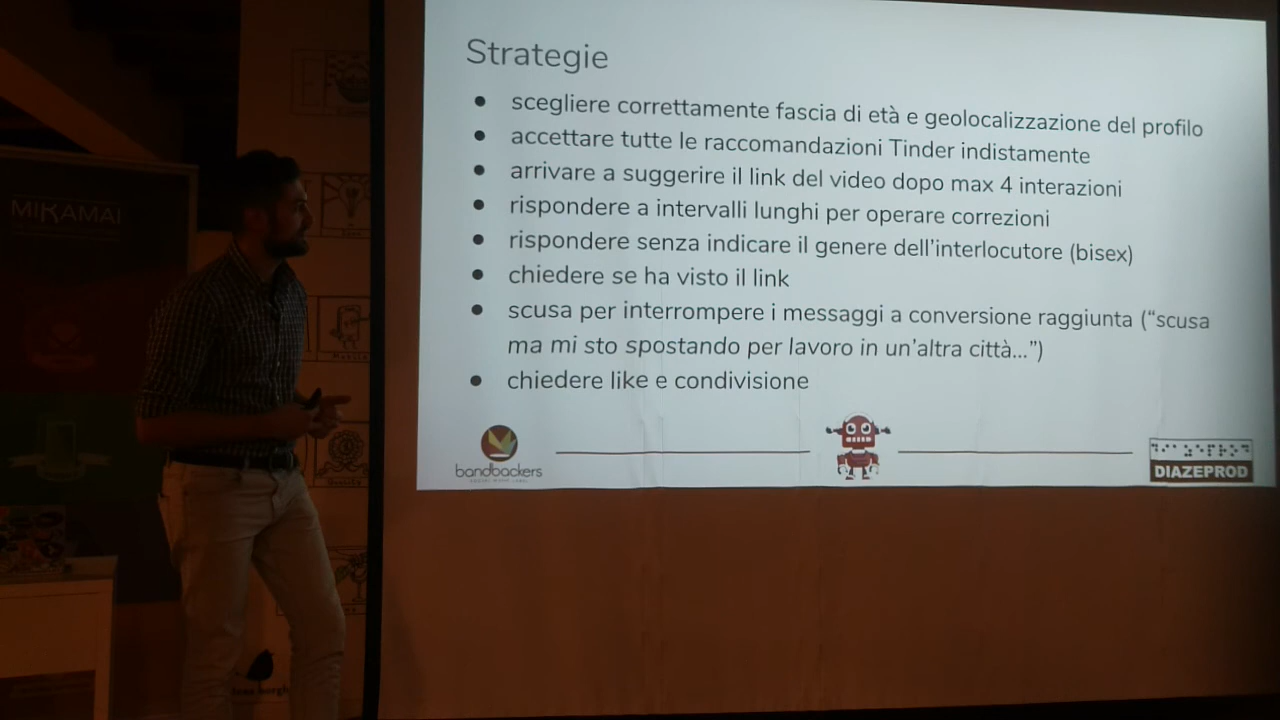 Strategie
scegliere correttamente fascia di età e geolocalizzazione del profilo
accettare tutte le raccomandazioni Tinder indistamente
arrivare a suggerire il link del video dopo max 4 interazioni
rispondere a intervalli lunghi per operare correzioni
rispondere senza indicare il genere dell'interlocutore (bisex)
chiedere se ha visto il link
scusa per interrompere i messaggi a conversione raggiunta (“scusa
ma mi sto spostando per lavoro in un'altra città...”)
chiedere like e condivisione
bandbackers
DIAZEPROD
MIKAMAI
Mobile
Quality